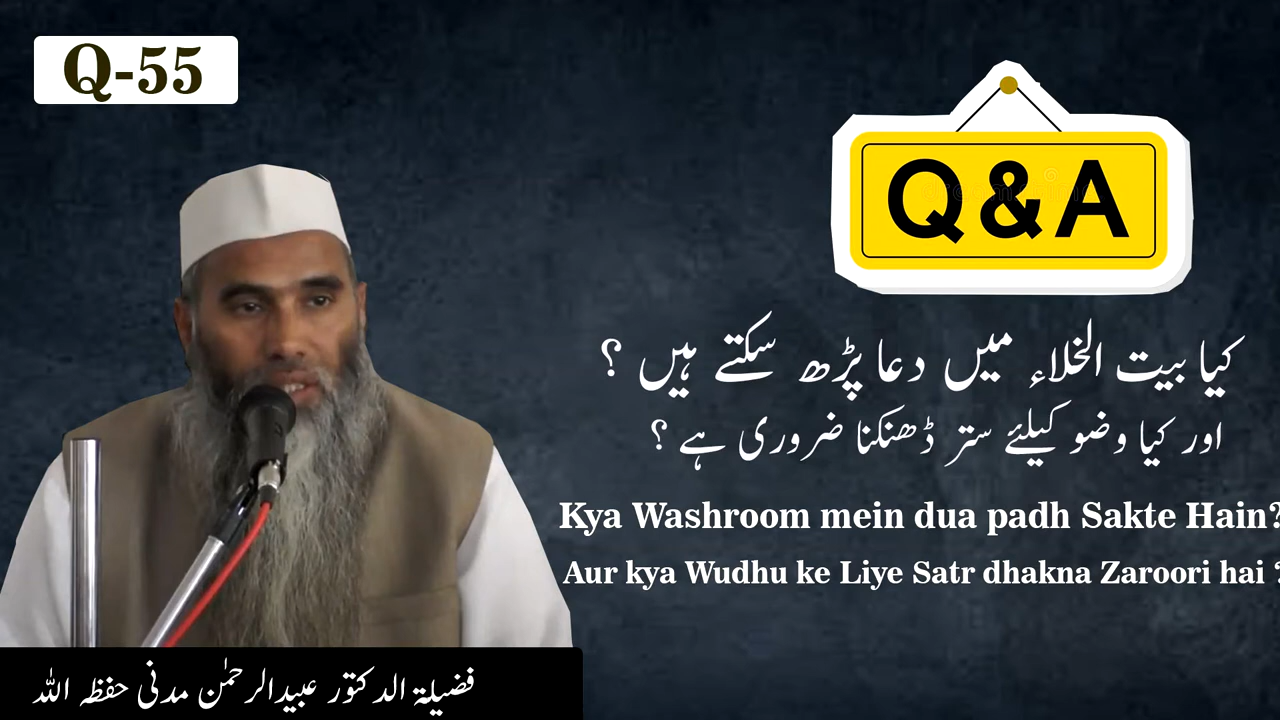 Q-55
Q&A
کیا بیت الخلاء میں دعا پڑھ سکتے ہیں ؟
اور کیا وضو کیلئے ستر ڈھنکنا ضروری ہے ؟
Kya Washroom mein dua padh Sakte Hain?
Aur kya Wudhu ke Liye Satr dhakna Zaroori hai ?
فضیلۃ الدکتور عبیدالرحمٰن مدنی حفظہ اللہ